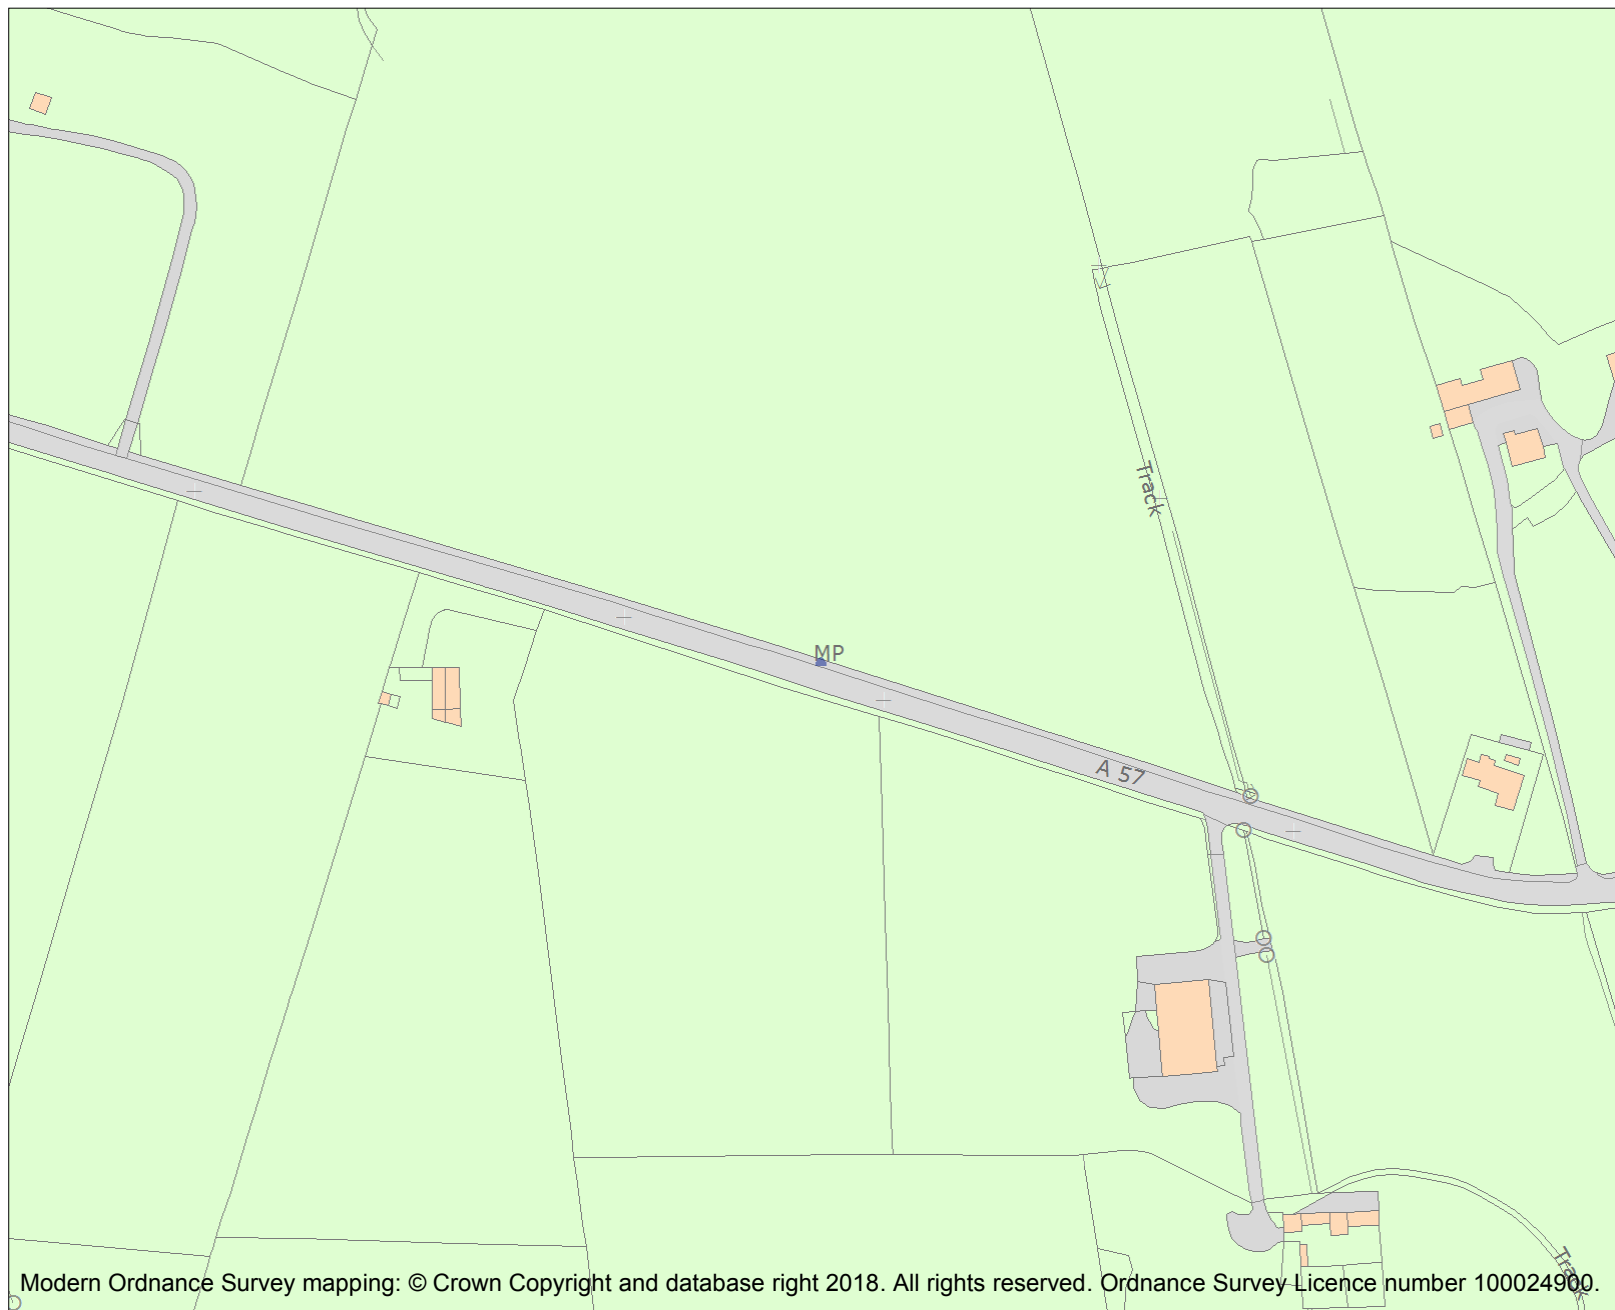 Track
MP
A 57
Track
Modern Ordnance Survey mapping: © Crown Copyright and database right 2018. All rights reserved. Ordnance Survey Licence number 100024900.